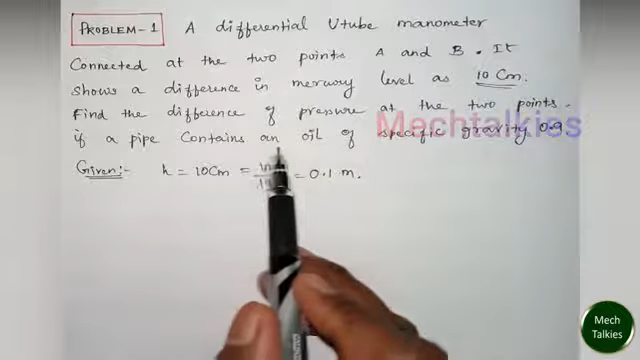 PROBLEM-1 A differential Utube manometer
Connected at the two points A and B. It
shows a difference in mercury level as 10 Cm.
Find the difference of pressure at the two points.
if a pipe Contains an oil of specific gravity 0.9
Mechtalkies
Given:- h = 10Cm = = 0.1 m.
Mech
Talkies